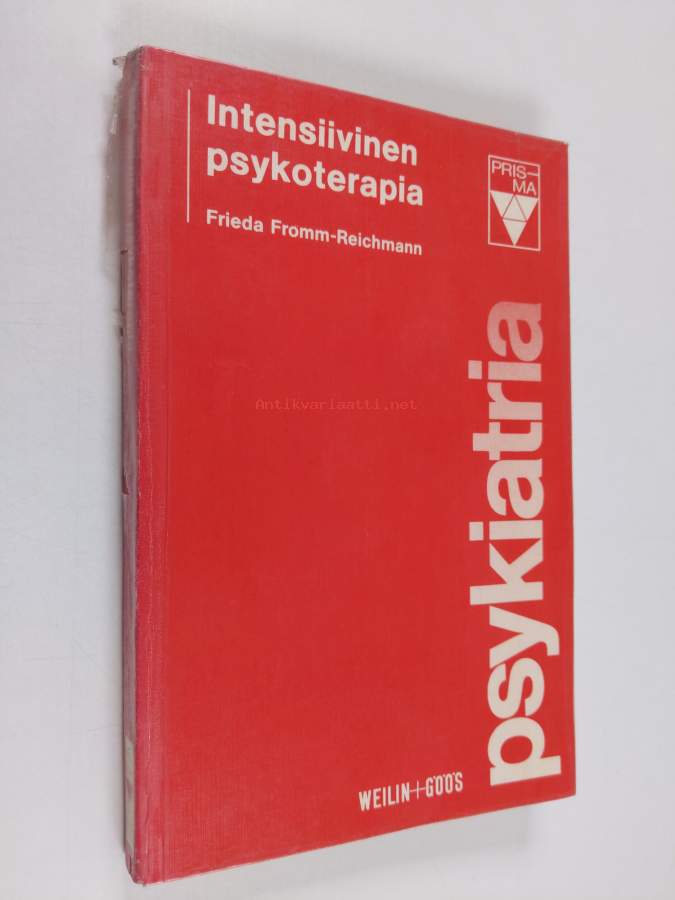 Intensiivinen
psykoterapia
Frieda Fromm-Reichmann
PRIS-
MA
Antikvariaatti.net
psykiatria
WEILIN+GÖÖS